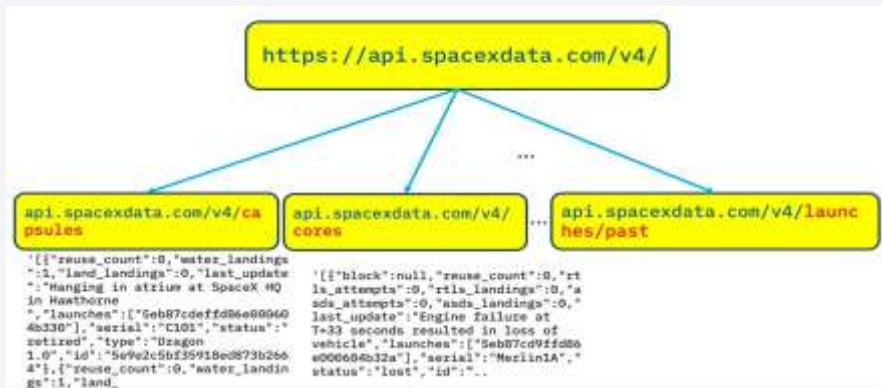 https://api.spacexdata.com/v4/
...
api.spacexdata.com/v4/ca
psules
api.spacexdata.com/v4/
cores
...
api.spacexdata.com/v4/launc
hes/past
'[{"reuse_count":0,"water_landings
":1,"land_landings":0,"last_update
":"Hanging in atrium at SpaceX HQ
in Hawthorne
","launches":["5eb87cdeffd86e00060
4b330"],"serial":"C101","status":"
retired","type":"Dragon
1.0","id":"5e9e2c5bf35918ed873b266
4"},{"reuse_count":0,"water_landin
gs":1,"land_
'[{"block":null,"reuse_count":0,"rt
ls_attempts":0,"rtls_landings":0,"a
sds_attempts":0,"asds_landings":0,"
last_update":"Engine failure at
T+33 seconds resulted in loss of
vehicle","launches":["5eb87cd9ffd86
e000604b32a"],"serial":"Merlin1A","
status":"lost","id":"..